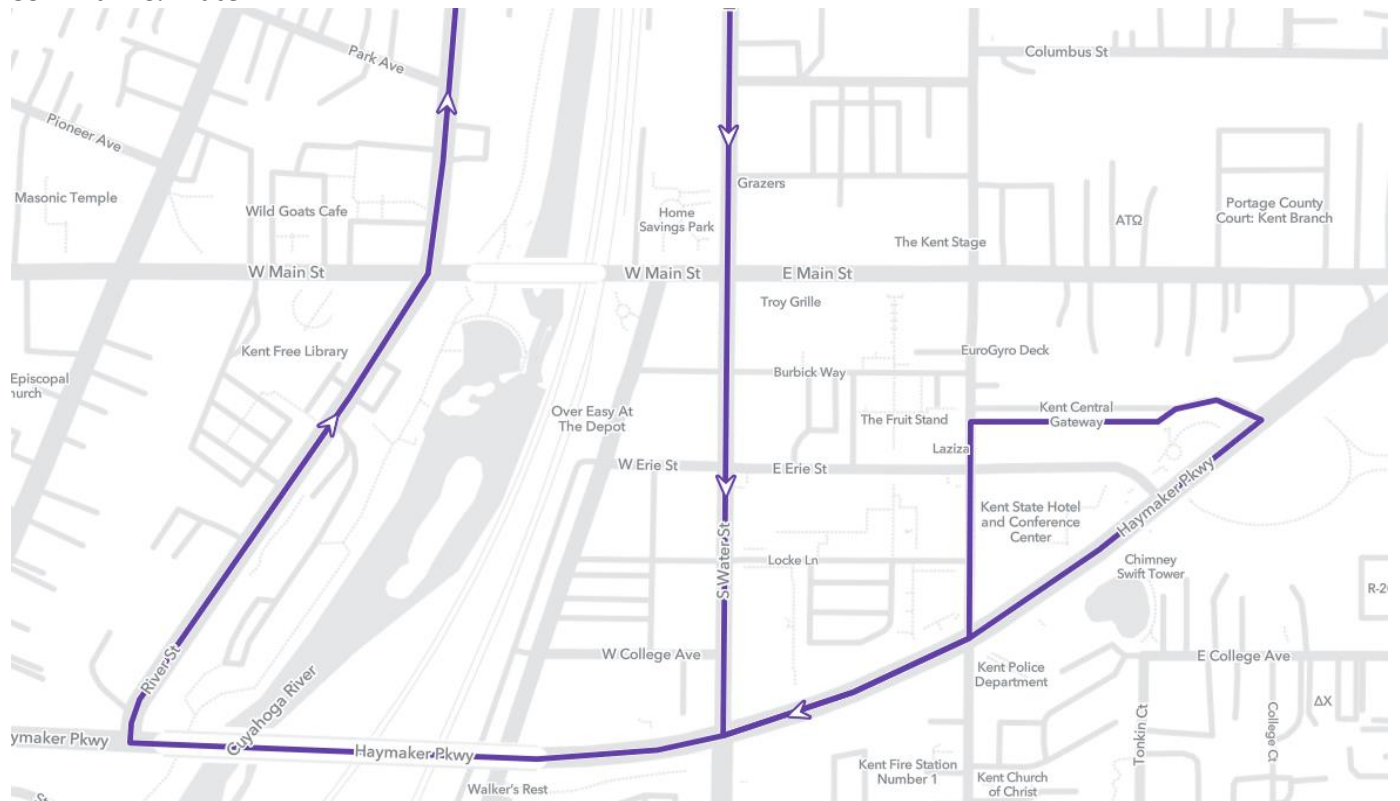 Park Ave
Columbus St
Pioneer Ave
Grazers
Masonic Temple
Wild Goats Cafe
Home
Savings Park
ATΩ
Portage County
Court: Kent Branch
The Kent Stage
W Main St
W Main St
E Main St
Troy Grille
Kent Free Library
EuroGyro Deck
Burbick Way
Episcopal
Over Easy At
The Depot
The Fruit Stand
Kent Central
Gateway
Laziza
W Erie St
E Erie St
Haymaker Pkwy
Kent State Hotel
and Conference
Center
S Water St
Locke Ln
Chimney
Swift Tower
W College Ave
E College Ave
River St
Kent Police
Department
Cuyahoga River
ΔX
College Ct
Tonkin Ct
ymaker Pkwy
Haymaker Pkwy
Kent Fire Station
Number 1
Kent Church
of Christ
Walker's Rest